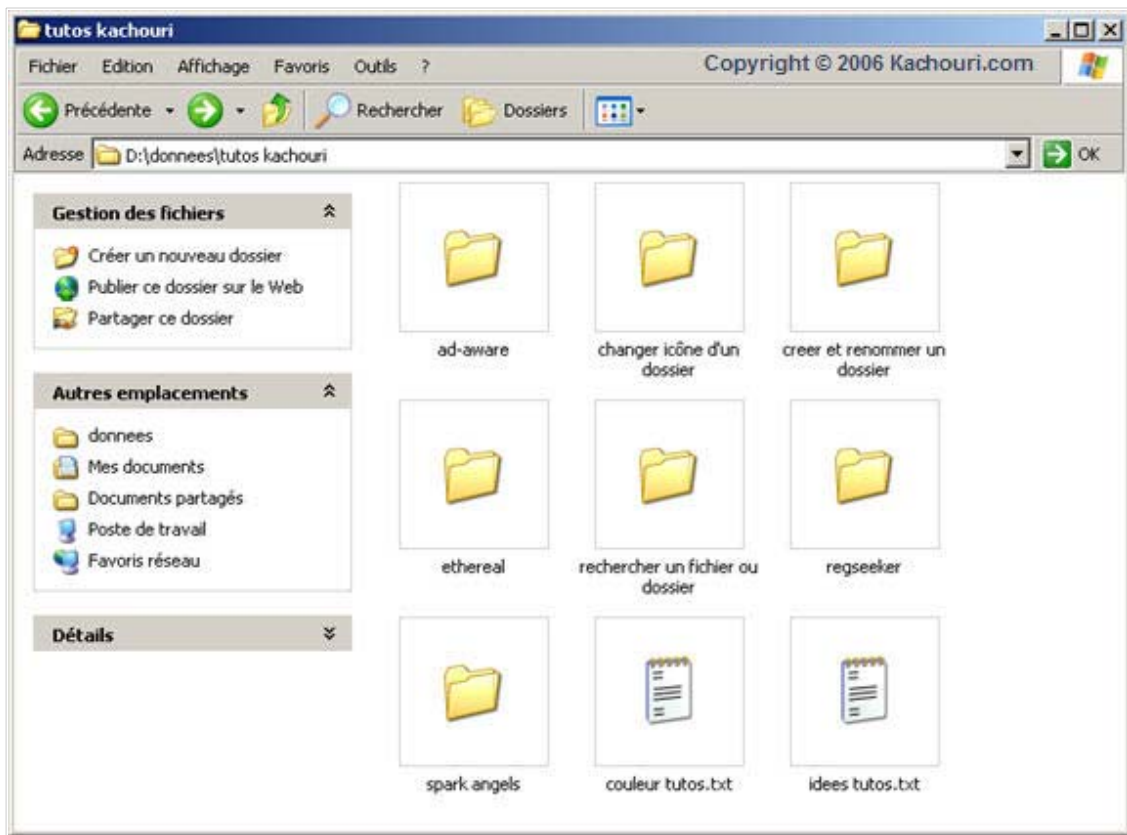 tutos kachouri
Fichier Edition Affichage Favoris Outils ?
Copyright © 2006 Kachouri.com
Précédente Rechercher Dossiers
Adresse D:\donnees\tutos kachouri OK
Gestion des fichiers
Créer un nouveau dossier
Publier ce dossier sur le Web
Partager ce dossier
Autres emplacements
donnees
Mes documents
Documents partagés
Poste de travail
Favoris réseau
Détails
ad-aware
changer icône d'un
dossier
creer et renommer un
dossier
ethereal
rechercher un fichier ou
dossier
regseeker
spark angels
couleur tutos.txt
idees tutos.txt